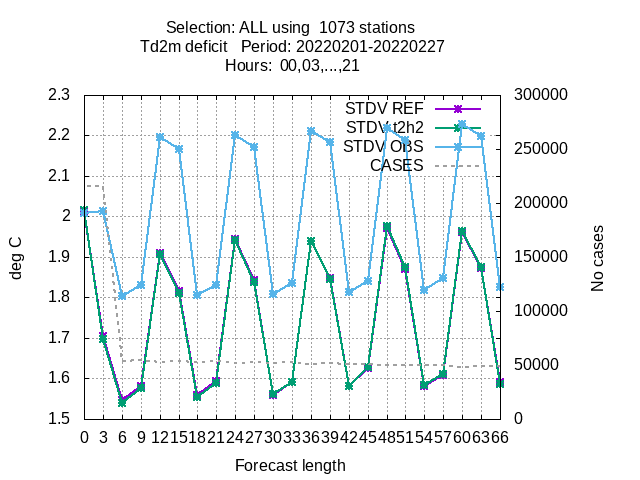 Selection: ALL using  1073 stations
Td2m deficit   Period: 20220201-20220227
Hours:  00,03,...,21
2.3
2.2
2.1
2
1.9
1.8
1.7
1.6
1.5
300000
250000
200000
150000
100000
50000
0
STDV REF
STDV t2h2
STDV OBS
CASES
deg C
No cases
0 3 6 9 12 15 18 21 24 27 30 33 36 39 42 45 48 51 54 57 60 63 66
Forecast length